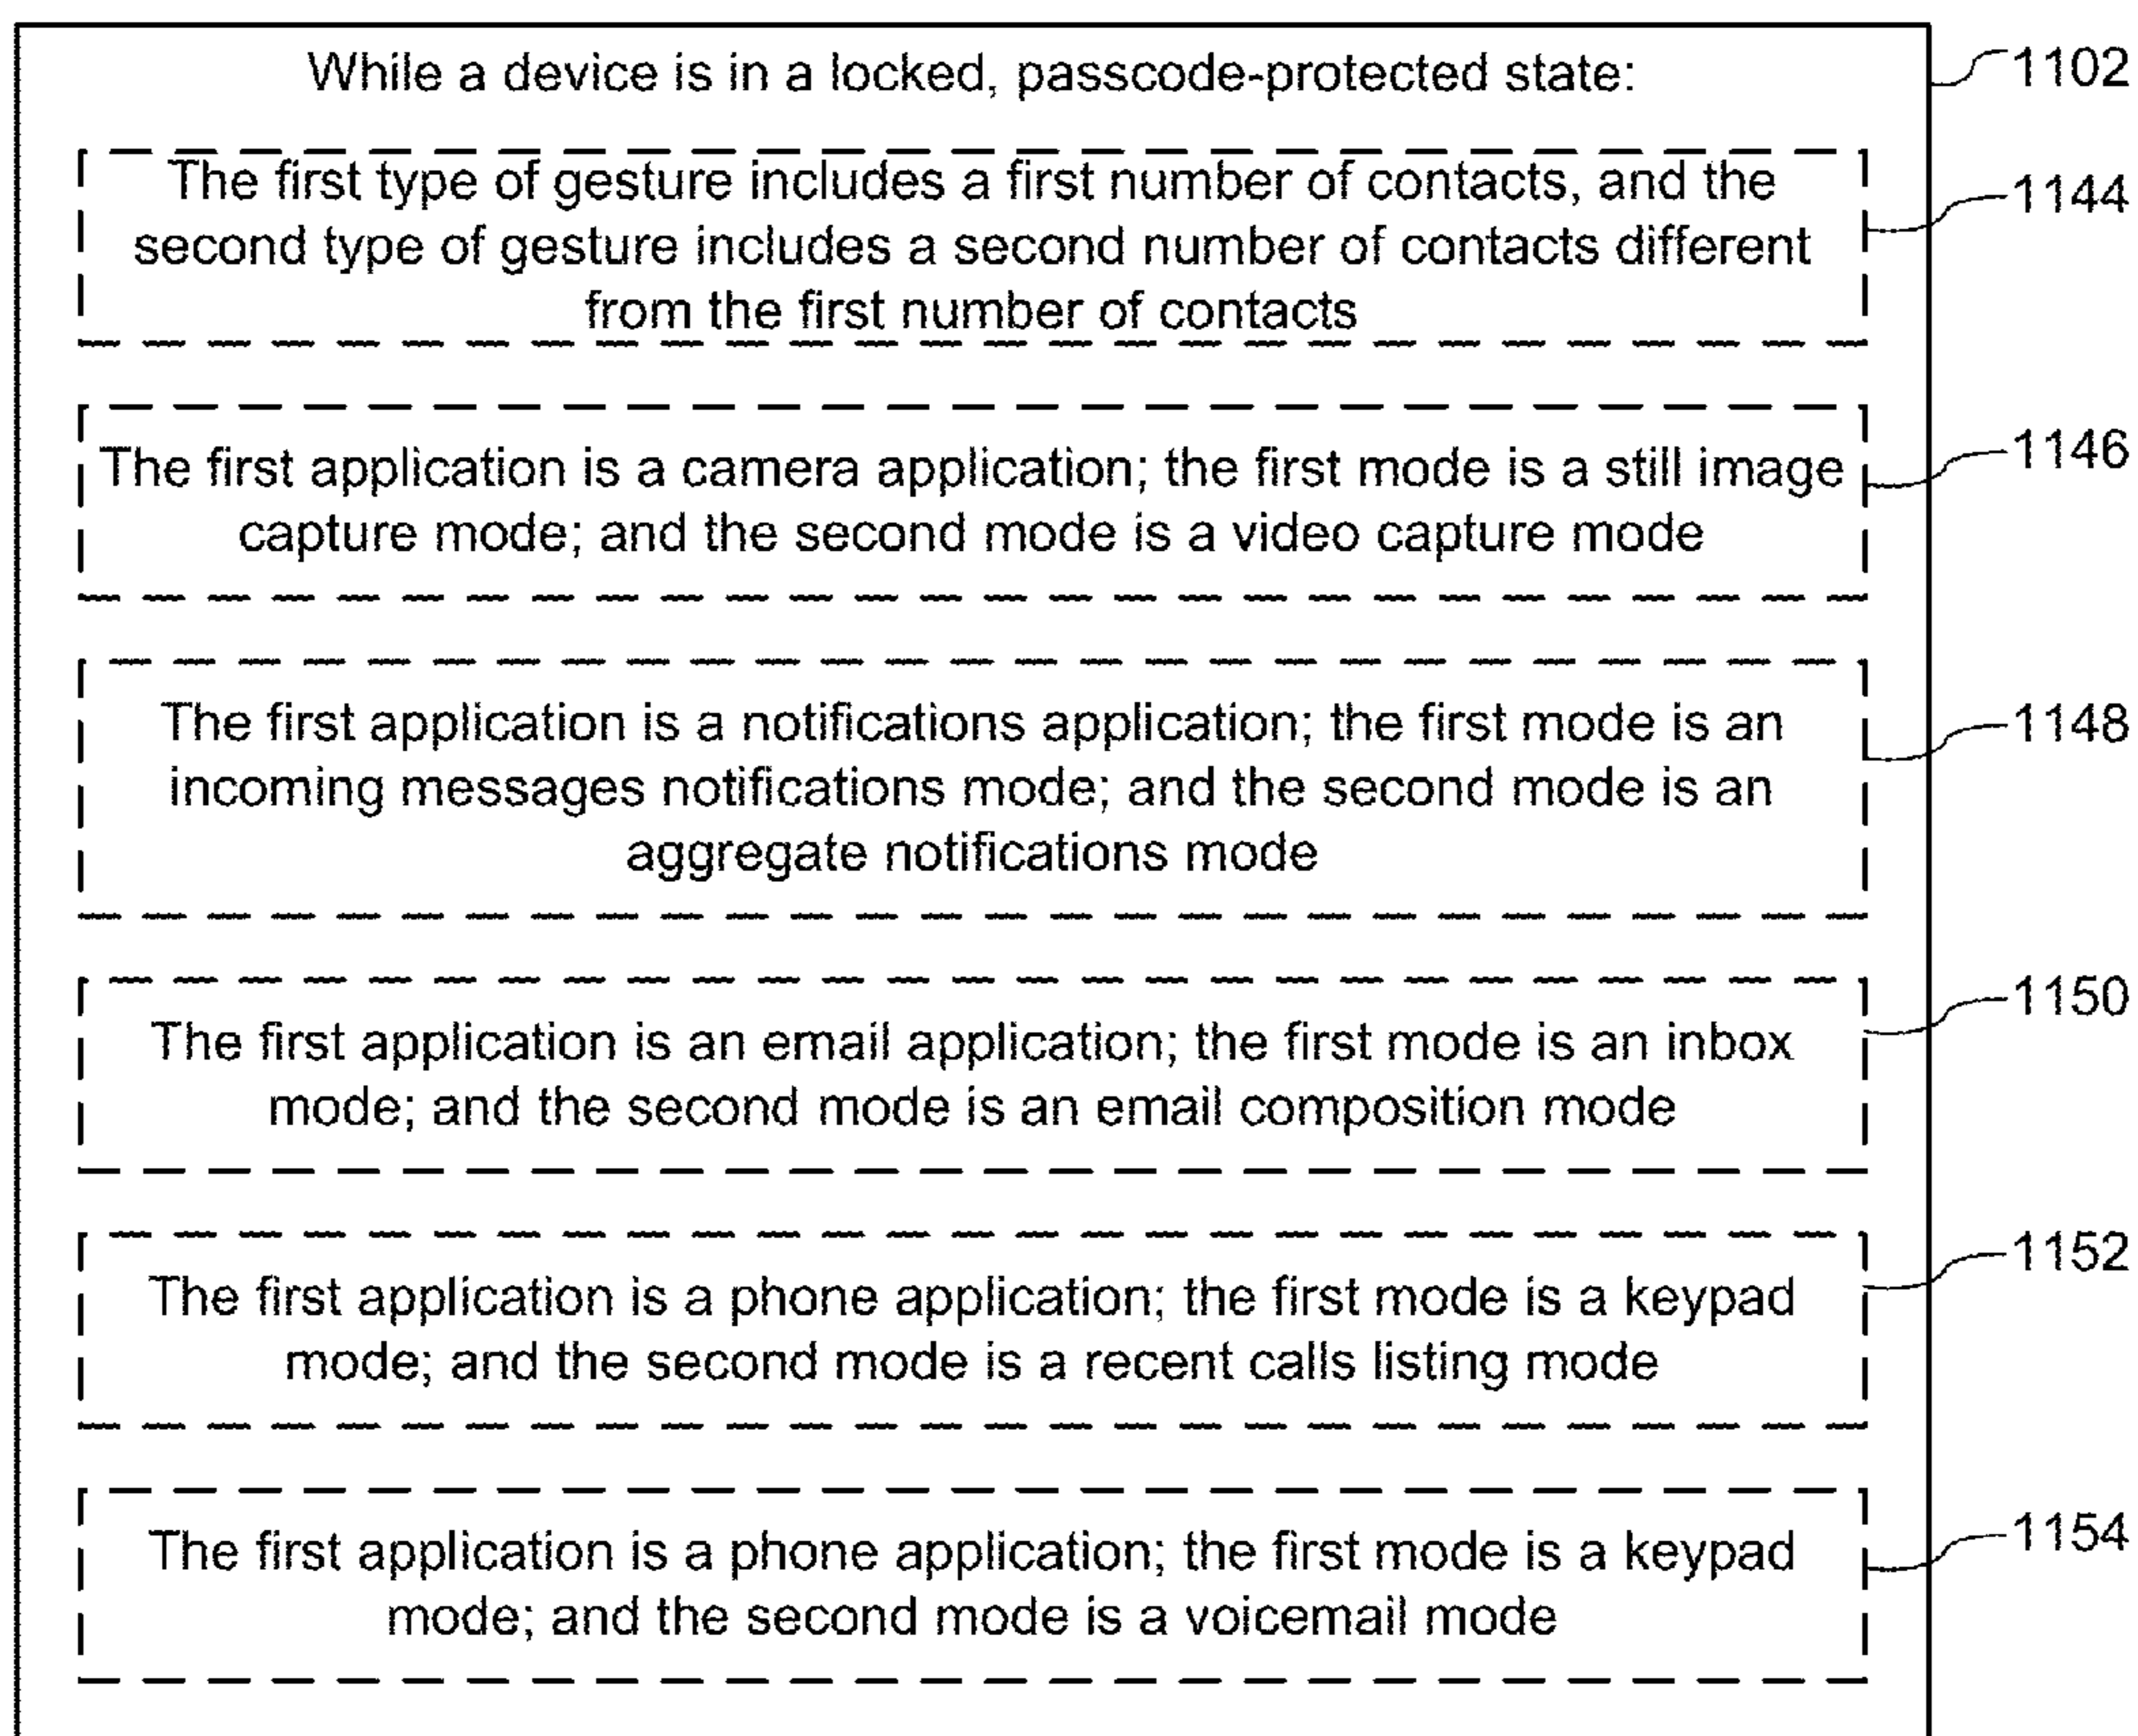 While a device is in a locked, passcode-protected state:
1102
The first type of gesture includes a first number of contacts, and the
second type of gesture includes a second number of contacts different
from the first number of contacts
1144
The first application is a camera application; the first mode is a still image
capture mode; and the second mode is a video capture mode
1146
The first application is a notifications application; the first mode is an
incoming messages notifications mode; and the second mode is an
aggregate notifications mode
1148
The first application is an email application; the first mode is an inbox
mode; and the second mode is an email composition mode
1150
The first application is a phone application; the first mode is a keypad
mode; and the second mode is a recent calls listing mode
1152
The first application is a phone application; the first mode is a keypad
mode; and the second mode is a voicemail mode
1154